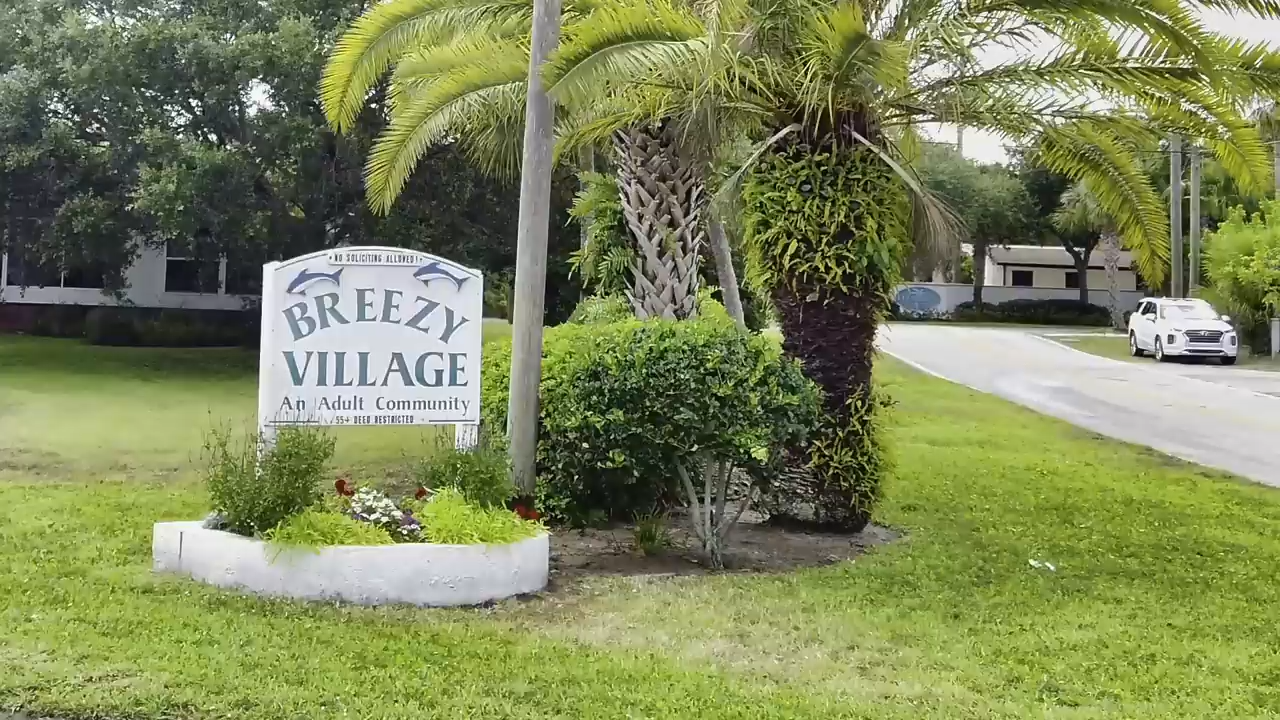 NO SOLICITING ALLOWED!
BREEZY
VILLAGE
An Adult Community
55+ DEED RESTRICTED